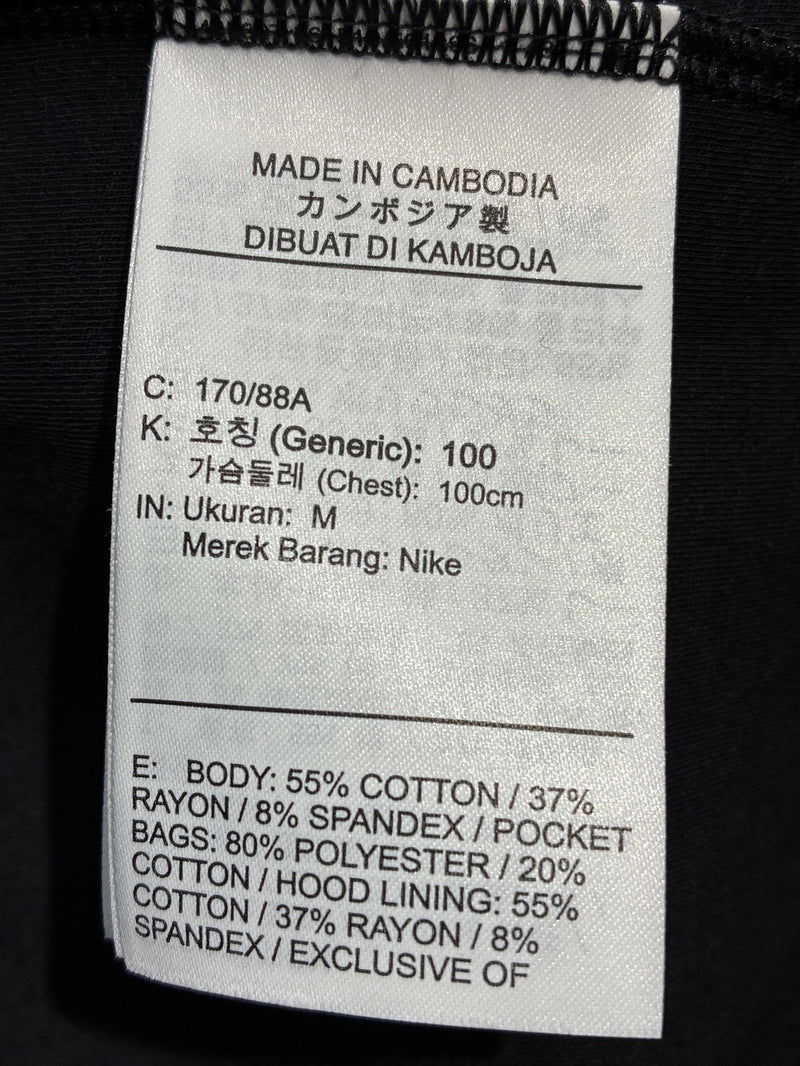 MADE IN CAMBODIA
カンボジア製
DIBUAT DI KAMBOJA
C: 170/88A
K: 호칭 (Generic): 100
가슴둘레 (Chest): 100cm
IN: Ukuran: M
Merek Barang: Nike
E: BODY: 55% COTTON / 37%
RAYON / 8% SPANDEX / POCKET
BAGS: 80% POLYESTER / 20%
COTTON / HOOD LINING: 55%
COTTON / 37% RAYON / 8%
SPANDEX / EXCLUSIVE OF